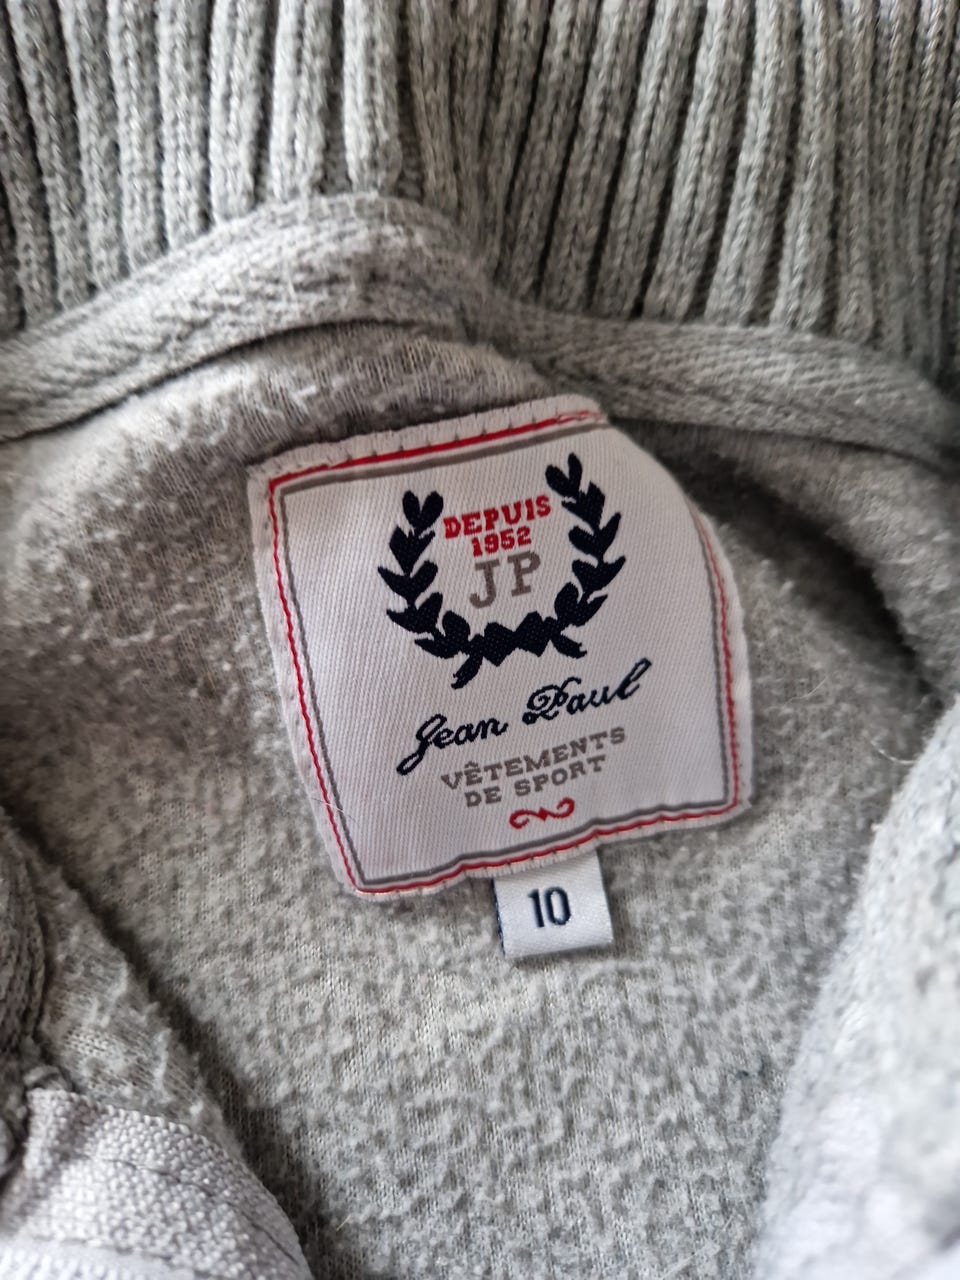 DEPUIS
1952
JP
Jean Paul
VÊTEMENTS
DE SPORT
10